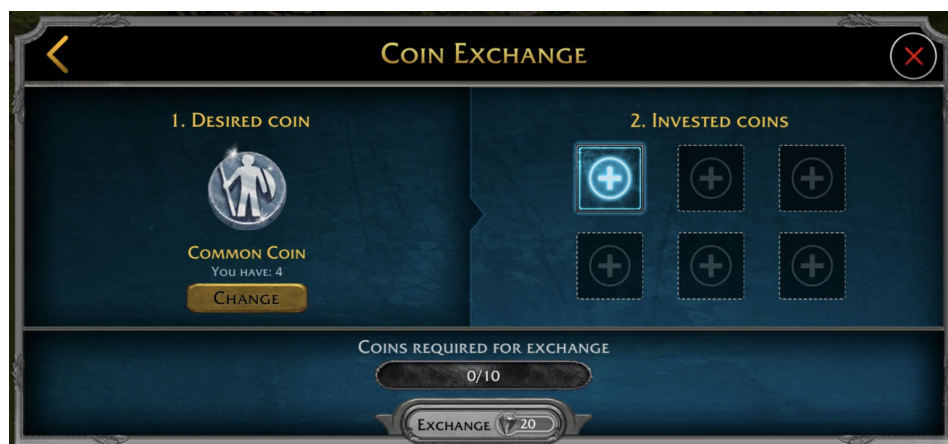 Coin Exchange
1. Desired coin
Common Coin
You have: 4
Change
2. Invested coins
Coins required for exchange
0/10
Exchange 20